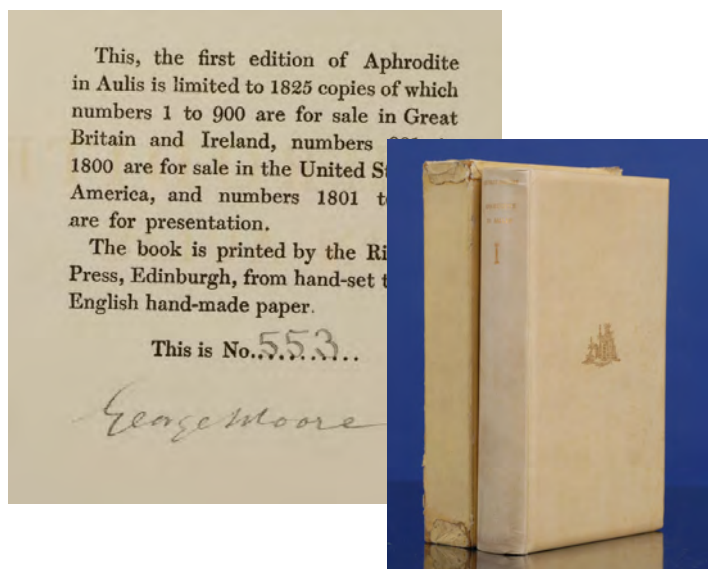 This, the first edition of Aphrodite
in Aulis is limited to 1825 copies of which
numbers 1 to 900 are for sale in Great
Britain and Ireland, numbers
1800 are for sale in the United
America, and numbers 1801
are for presentation.
The book is printed by the
Press, Edinburgh, from hand-set
English hand-made paper.
This is No..553..........
George Moore